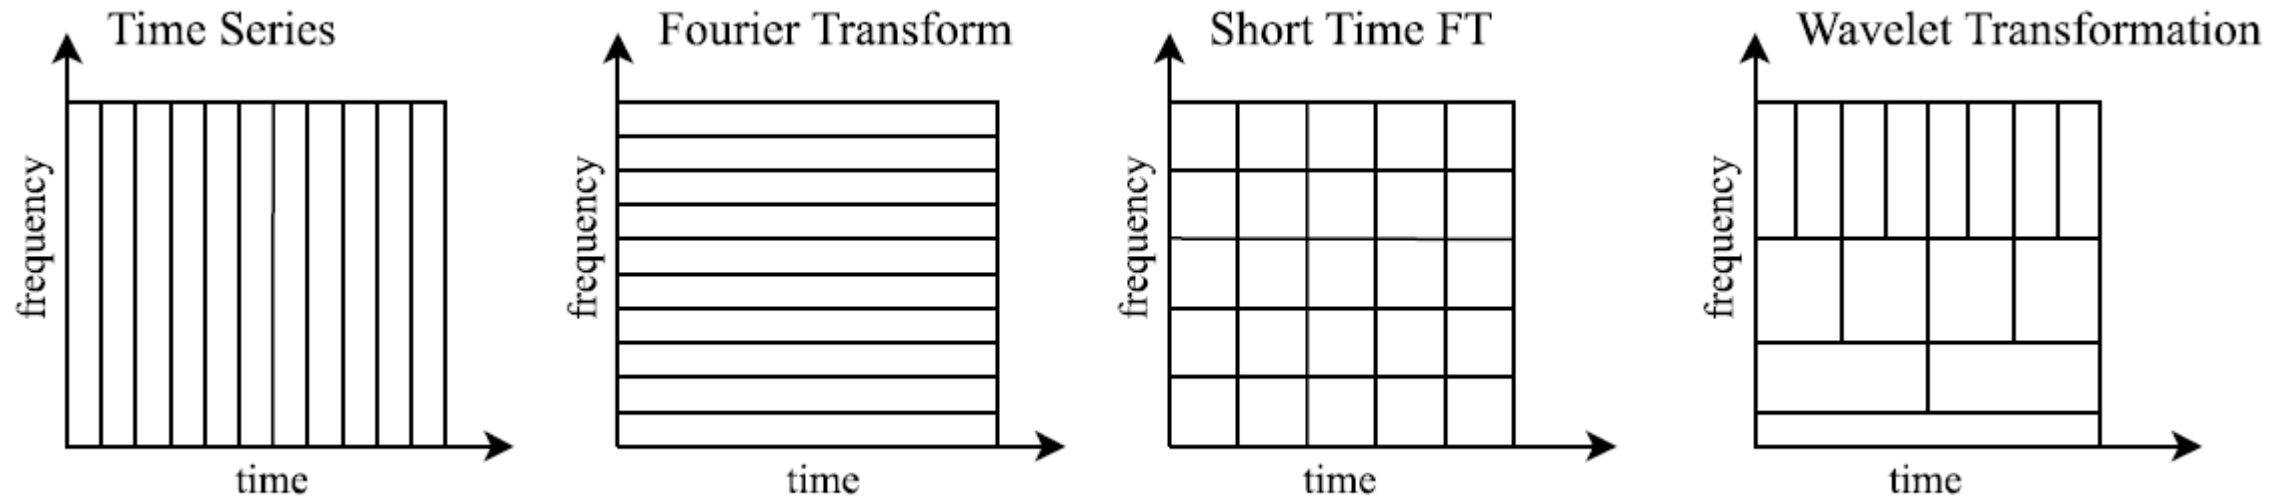 Time Series
frequency
time
Fourier Transform
frequency
time
Short Time FT
frequency
time
Wavelet Transformation
frequency
time